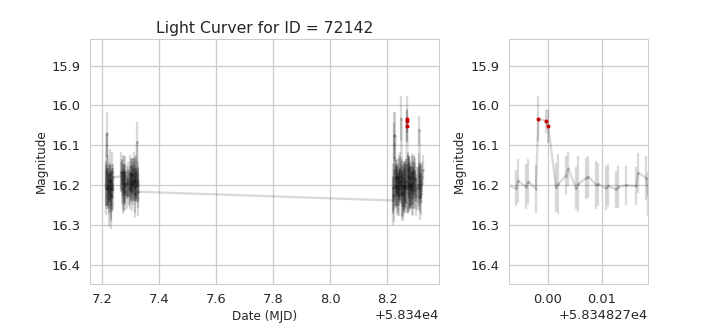 Light Curver for ID = 72142
Magnitude
15.9
16.0
16.1
16.2
16.3
16.4
7.2 7.4 7.6 7.8 8.0 8.2
Date (MJD)
+5.834e4
Magnitude
15.9
16.0
16.1
16.2
16.3
16.4
0.00 0.01
+5.834827e4